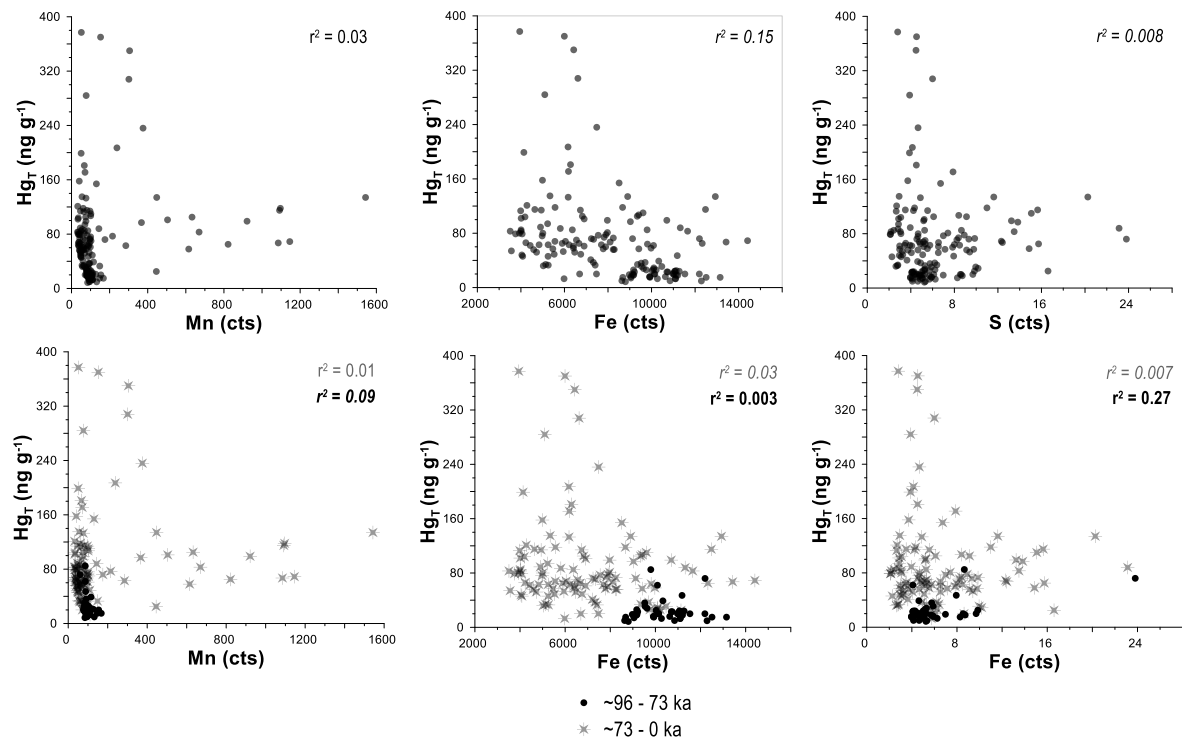 400
320
240
160
80
0
0
400
800
1200
1600
Hg_T (ng g⁻¹)
Mn (cts)
r² = 0.03
400
320
240
160
80
0
2000
6000
10000
14000
Hg_T (ng g⁻¹)
Fe (cts)
r² = 0.15
400
320
240
160
80
0
0
8
16
24
Hg_T (ng g⁻¹)
S (cts)
r² = 0.008
400
320
240
160
80
0
0
400
800
1200
1600
Hg_T (ng g⁻¹)
Mn (cts)
r² = 0.01
r² = 0.09
400
320
240
160
80
0
2000
6000
10000
14000
Hg_T (ng g⁻¹)
Fe (cts)
r² = 0.03
r² = 0.003
400
320
240
160
80
0
0
8
16
24
Hg_T (ng g⁻¹)
Fe (cts)
r² = 0.007
r² = 0.27
~96 - 73 ka
~73 - 0 ka